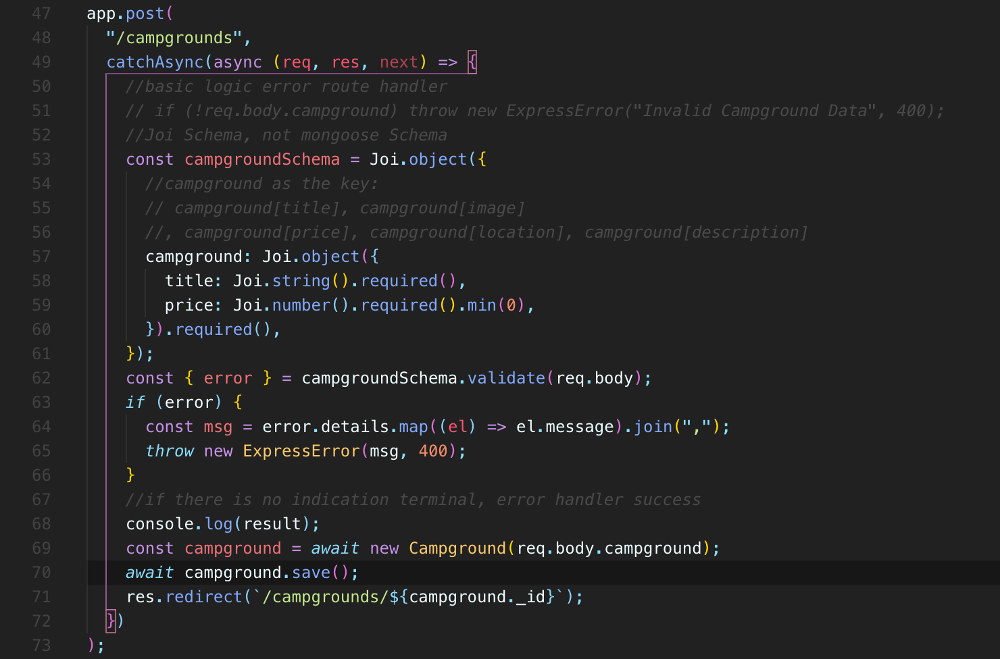 47 app.post(
48 "/campgrounds",
49 catchAsync(async (req, res, next) => {
50 //basic logic error route handler
51 // if (!req.body.campground) throw new ExpressError("Invalid Campground Data", 400);
52 //Joi Schema, not mongoose Schema
53 const campgroundSchema = Joi.object({
54 //campground as the key:
55 // campground[title], campground[image]
56 //, campground[price], campground[location], campground[description]
57 campground: Joi.object({
58 title: Joi.string().required(),
59 price: Joi.number().required().min(0),
60 }).required(),
61 });
62 const { error } = campgroundSchema.validate(req.body);
63 if (error) {
64 const msg = error.details.map((el) => el.message).join(",");
65 throw new ExpressError(msg, 400);
66 }
67 //if there is no indication terminal, error handler success
68 console.log(result);
69 const campground = await new Campground(req.body.campground);
70 await campground.save();
71 res.redirect(`/campgrounds/${campground._id}`);
72 })
73 );